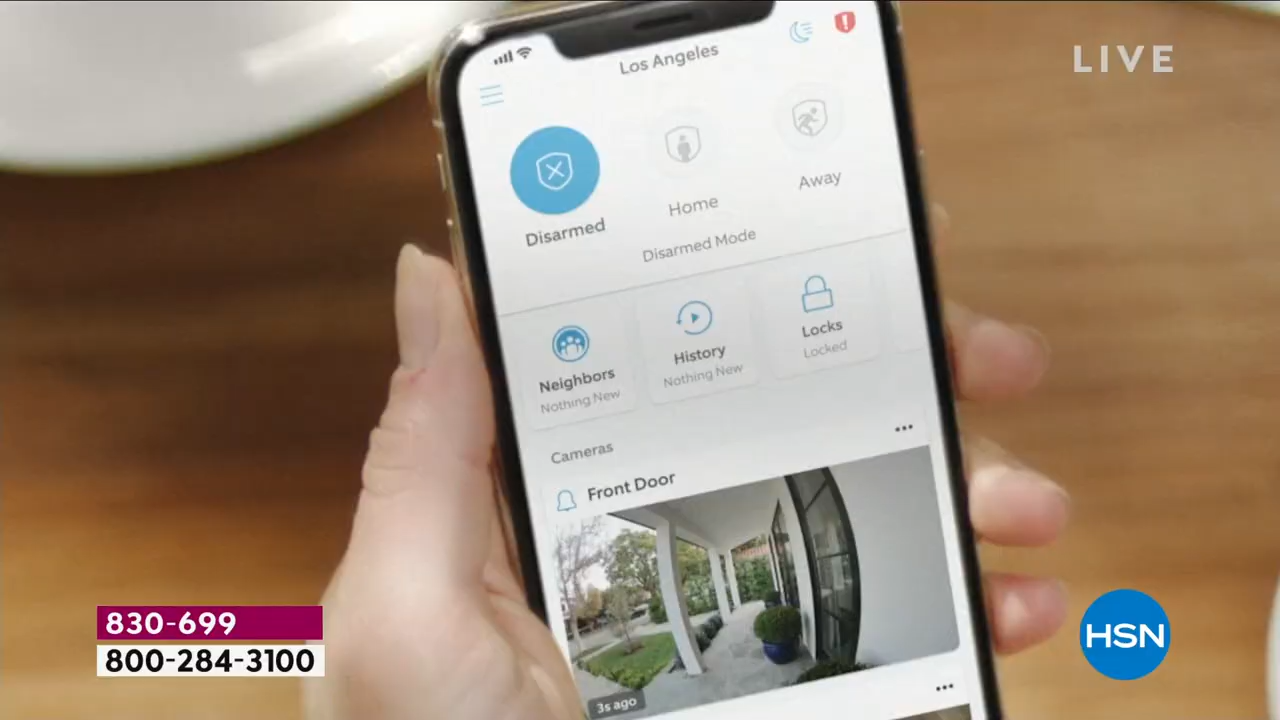 LIVE
Los Angeles
Disarmed
Home
Away
Disarmed Mode
Neighbors
Nothing New
History
Nothing New
Locks
Locked
Cameras
Front Door
3s ago
830-699
800-284-3100
HSN